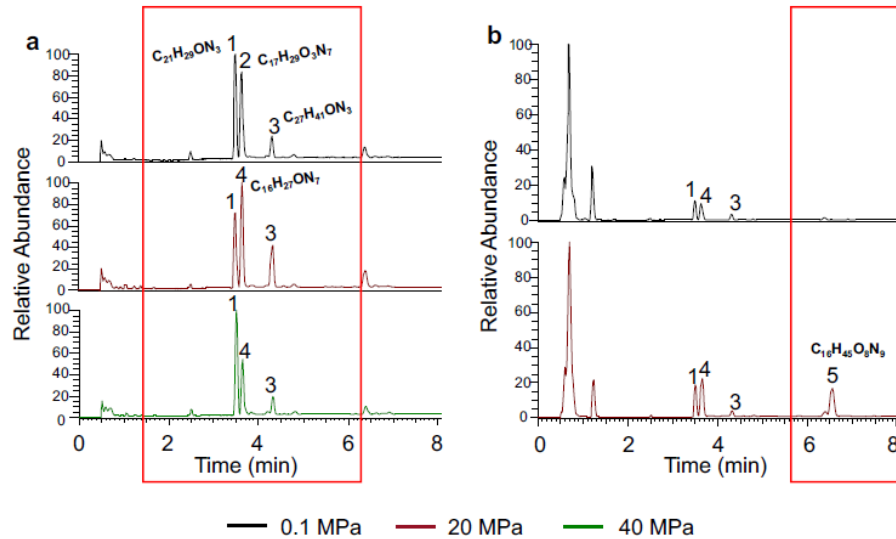 a
b
C₂₁H₂₉ON₃
1
2
C₁₇H₂₉O₃N₇
C₂₇H₄₁ON₃
3
100
80
60
40
20
0
1
4
C₁₆H₂₇ON₇
3
100
80
60
40
20
0
1
4
3
100
80
60
40
20
0
0 2 4 6 8
Time (min)
Relative Abundance
100
80
60
40
20
0
1 4 3
100
80
60
40
20
0
1 4 3
C₁₆H₄₅O₈N₉
5
0 2 4 6 8
Time (min)
Relative Abundance
0.1 MPa 20 MPa 40 MPa